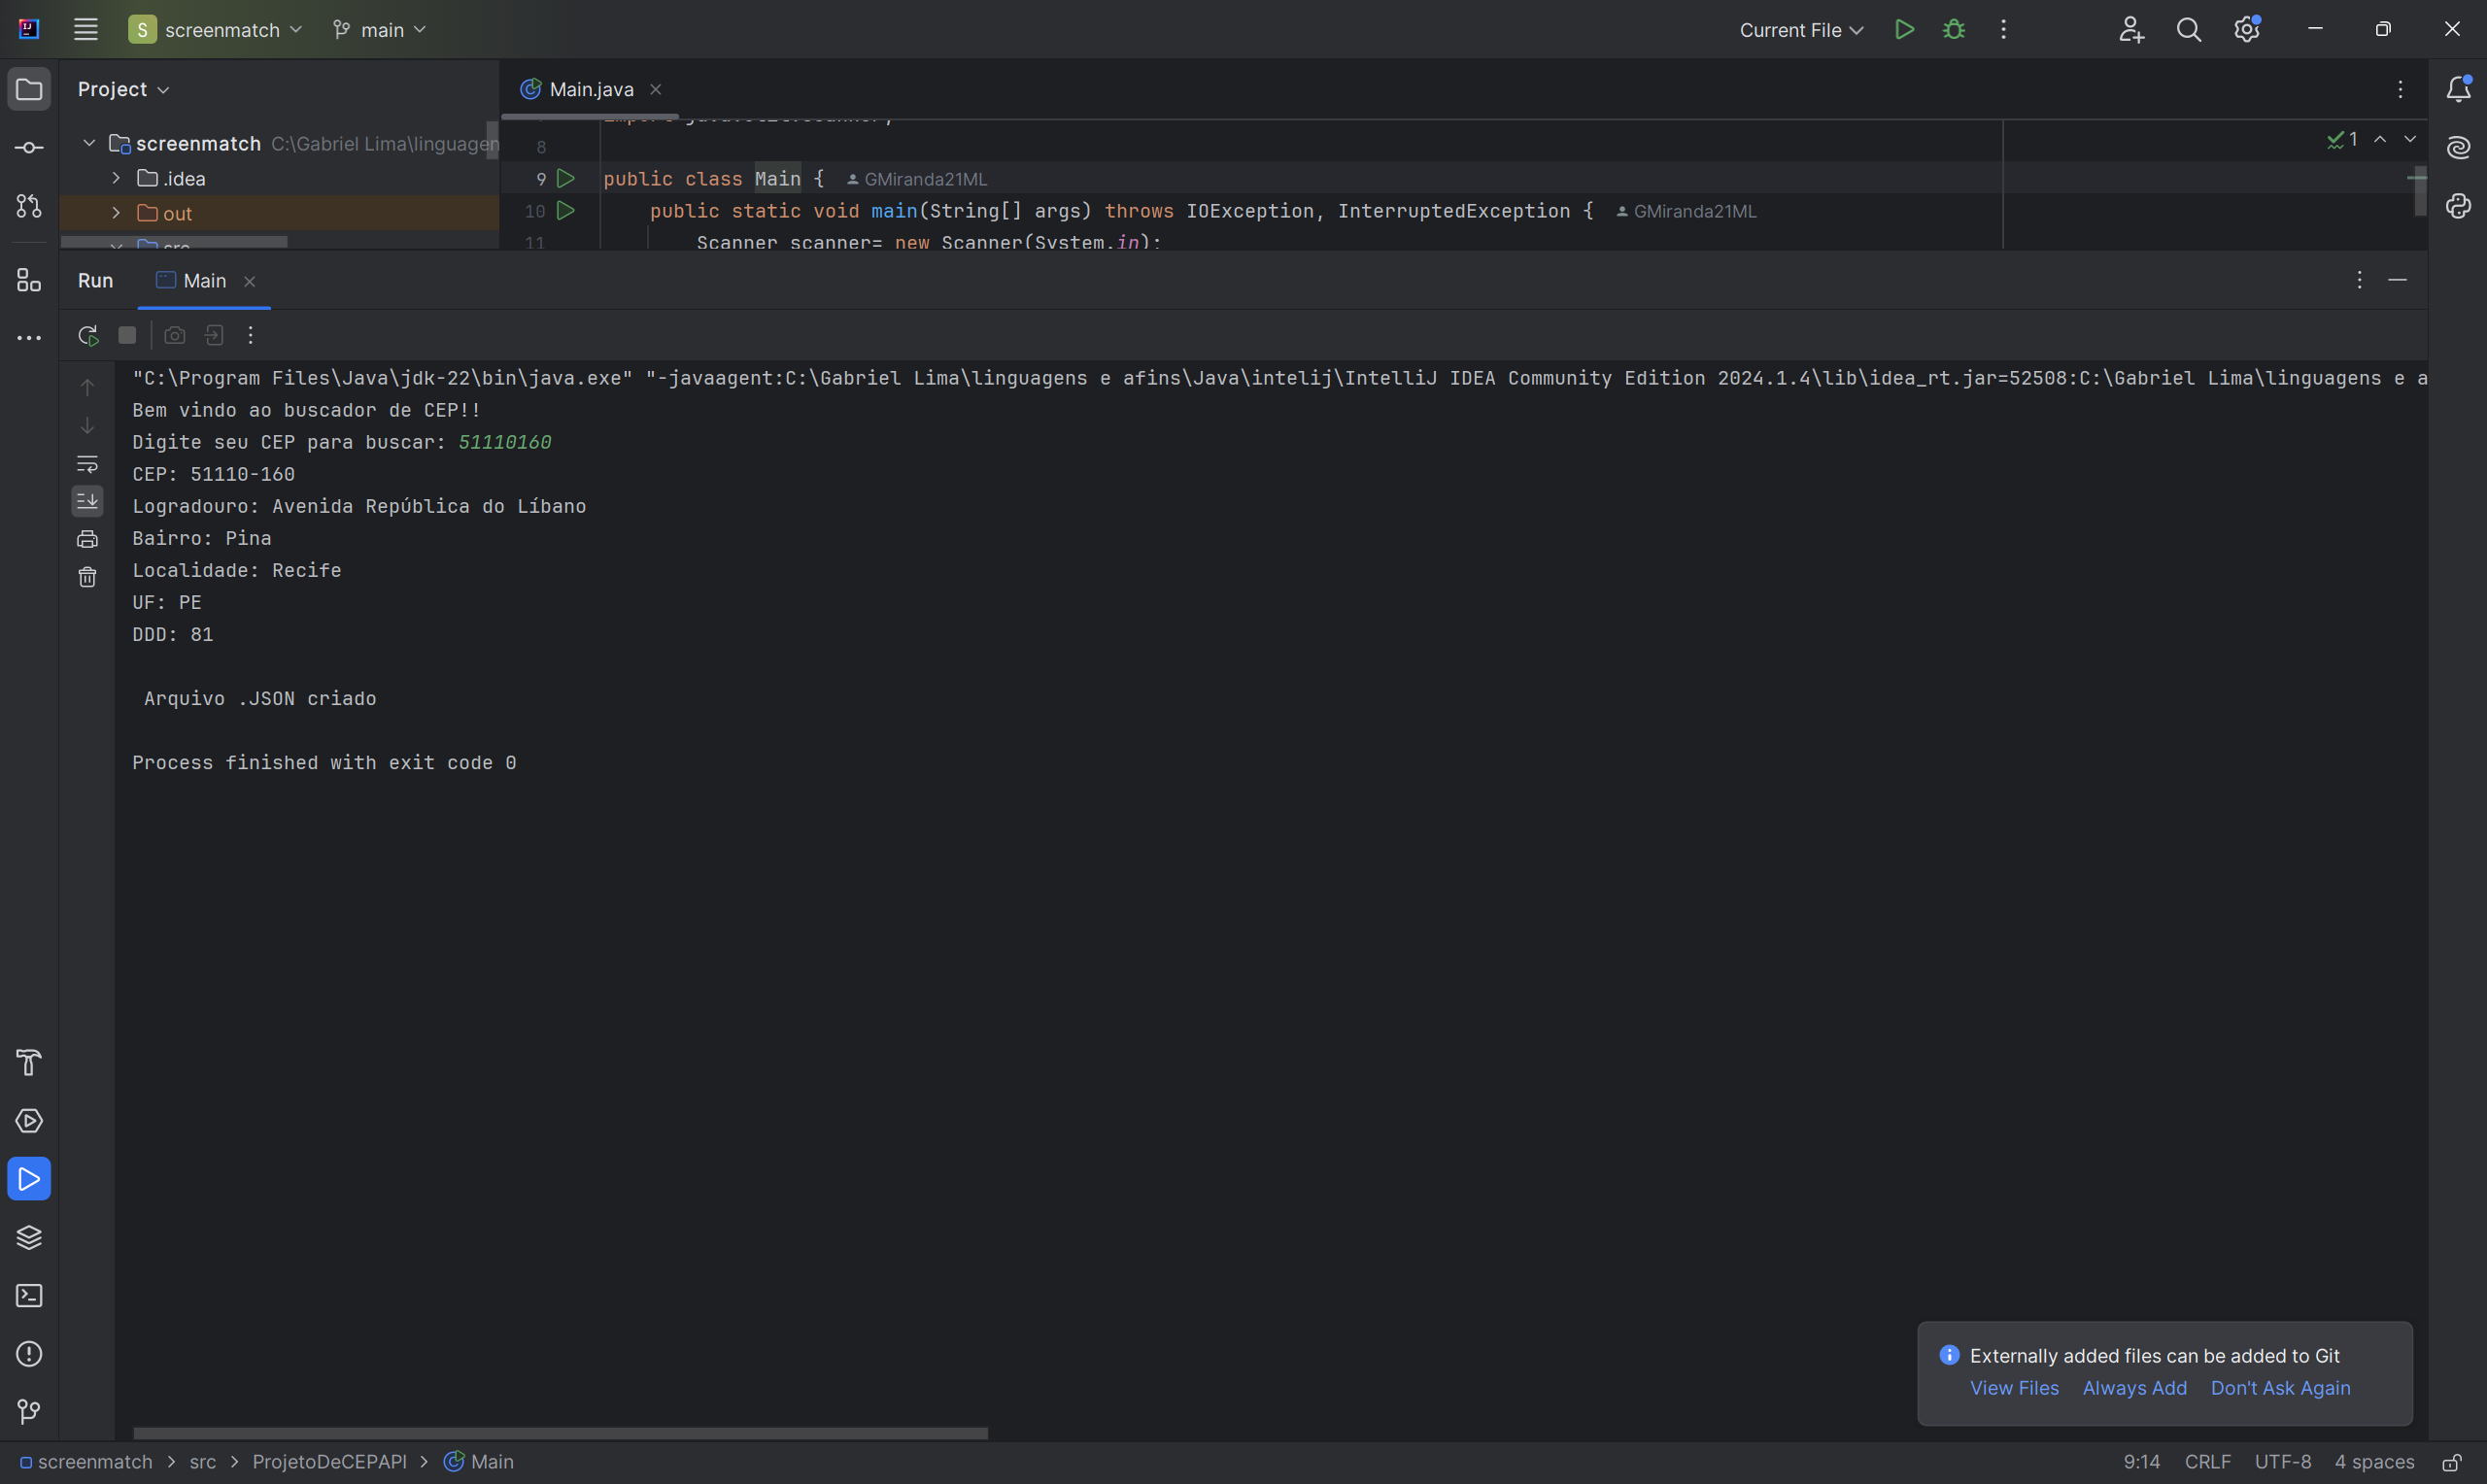 S screenmatch main Current File
Project
Main.java
screenmatch C:\Gabriel Lima\linguagen
.idea
out
src
8
9 public class Main { GMiranda21ML
1
10 public static void main(String[] args) throws IOException, InterruptedException { GMiranda21ML
11 Scanner scanner= new Scanner(System.in);
Run Main
"C:\Program Files\Java\jdk-22\bin\java.exe" "-javaagent:C:\Gabriel Lima\linguagens e afins\Java\intelij\IntelliJ IDEA Community Edition 2024.1.4\lib\idea_rt.jar=52508:C:\Gabriel Lima\linguagens e a
Bem vindo ao buscador de CEP!!
Digite seu CEP para buscar: 51110160
CEP: 51110-160
Logradouro: Avenida República do Líbano
Bairro: Pina
Localidade: Recife
UF: PE
DDD: 81
Arquivo .JSON criado
Process finished with exit code 0
Externally added files can be added to Git
View Files Always Add Don't Ask Again
screenmatch > src > ProjetoDeCEPAPI > Main 9:14 CRLF UTF-8 4 spaces